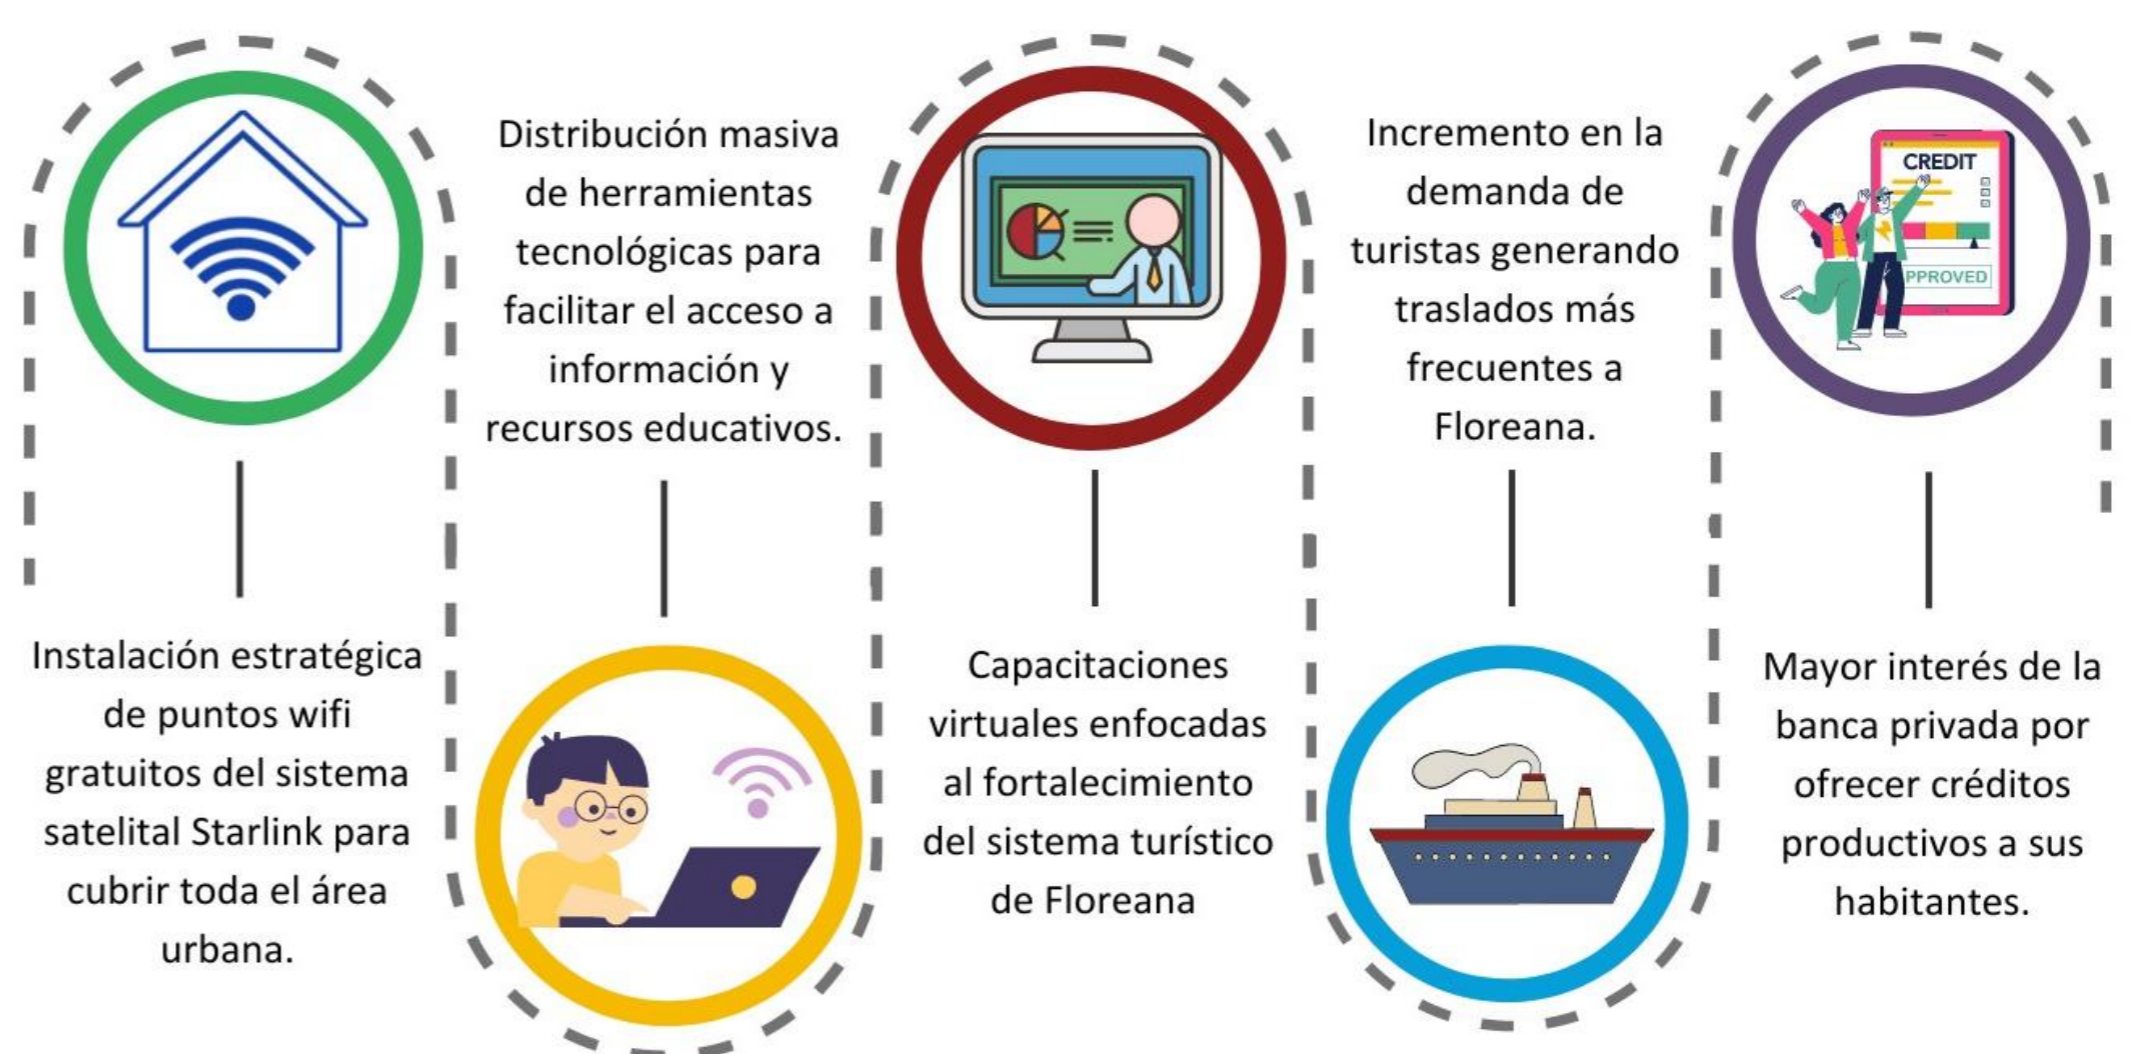 Instalación estratégica
de puntos wifi
gratuitos del sistema
satelital Starlink para
cubrir toda el área
urbana.
Distribución masiva
de herramientas
tecnológicas para
facilitar el acceso a
información y
recursos educativos.
Capacitaciones
virtuales enfocadas
al fortalecimiento
del sistema turístico
de Floreana
Incremento en la
demanda de
turistas generando
traslados más
frecuentes a
Floreana.
CREDIT
PPROVED
Mayor interés de la
banca privada por
ofrecer créditos
productivos a sus
habitantes.